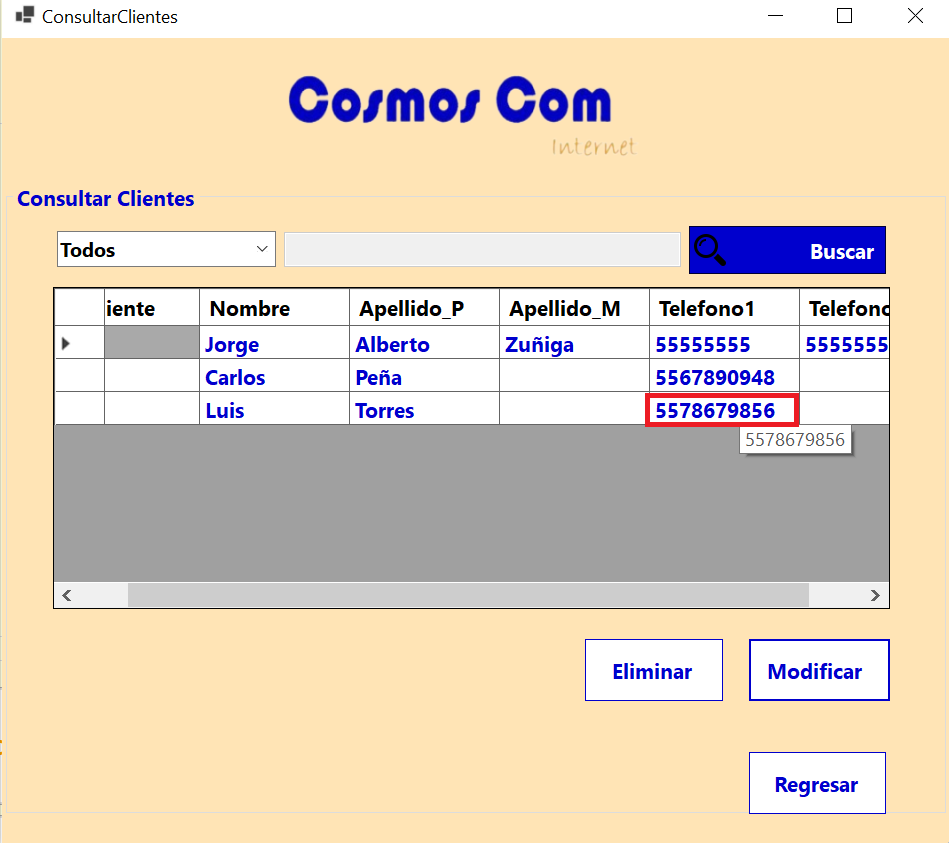 ConsultarClientes
Cosmos Com
Internet
Consultar Clientes
Todos
Buscar
iente Nombre Apellido_P Apellido_M Telefono1 Telefono
Jorge Alberto Zuñiga 55555555 5555555
Carlos Peña 5567890948
Luis Torres 5578679856
5578679856
Eliminar Modificar
Regresar